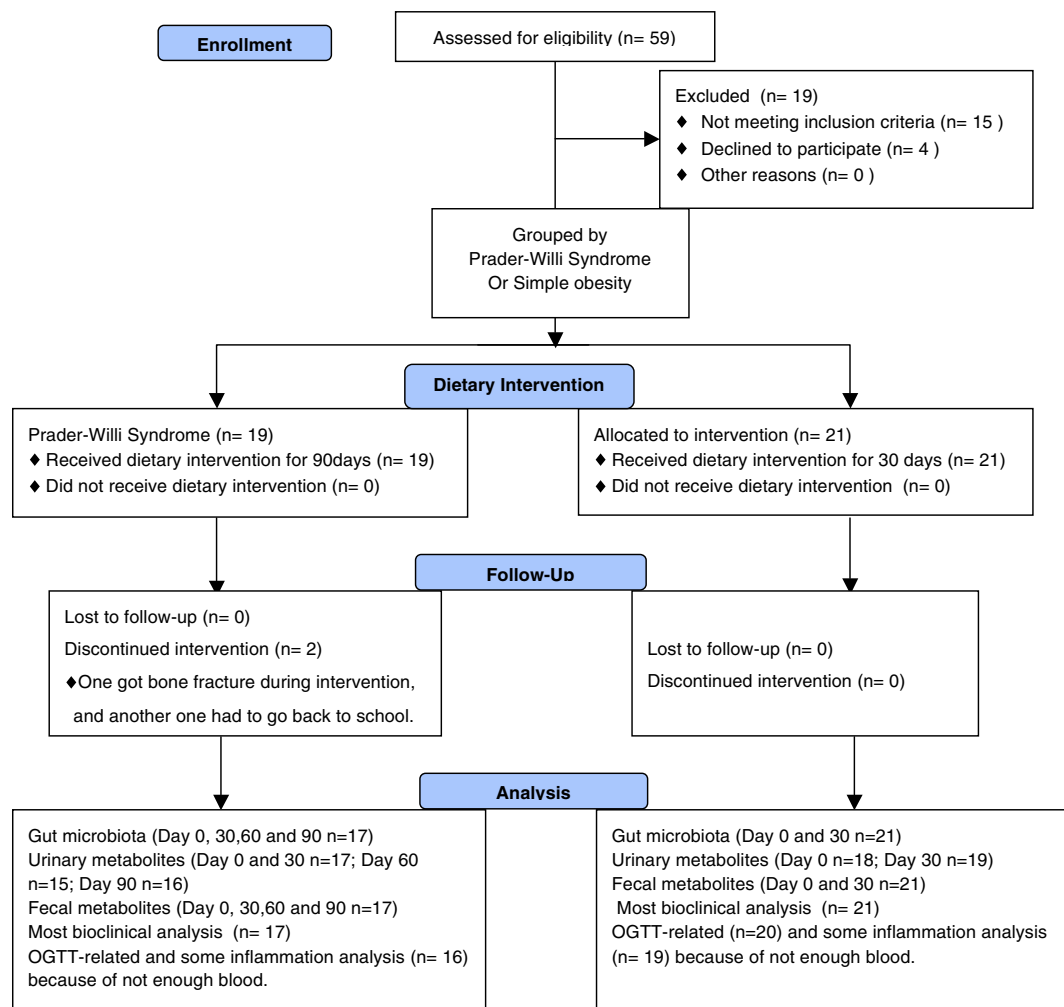 Enrollment
Assessed for eligibility (n= 59)
Excluded (n= 19)
♦ Not meeting inclusion criteria (n= 15 )
♦ Declined to participate (n= 4 )
♦ Other reasons (n= 0 )
Grouped by
Prader-Willi Syndrome
Or Simple obesity
Dietary Intervention
Prader-Willi Syndrome (n= 19)
♦ Received dietary intervention for 90days (n= 19)
♦ Did not receive dietary intervention (n= 0)
Allocated to intervention (n= 21)
♦ Received dietary intervention for 30 days (n= 21)
♦ Did not receive dietary intervention (n= 0)
Follow-Up
Lost to follow-up (n= 0)
Discontinued intervention (n= 2)
♦One got bone fracture during intervention,
and another one had to go back to school.
Lost to follow-up (n= 0)
Discontinued intervention (n= 0)
Analysis
Gut microbiota (Day 0, 30,60 and 90 n=17)
Urinary metabolites (Day 0 and 30 n=17; Day 60
n=15; Day 90 n=16)
Fecal metabolites (Day 0, 30,60 and 90 n=17)
Most bioclinical analysis (n= 17)
OGTT-related and some inflammation analysis (n= 16)
because of not enough blood.
Gut microbiota (Day 0 and 30 n=21)
Urinary metabolites (Day 0 n=18; Day 30 n=19)
Fecal metabolites (Day 0 and 30 n=21)
Most bioclinical analysis (n= 21)
OGTT-related (n=20) and some inflammation analysis
(n= 19) because of not enough blood.